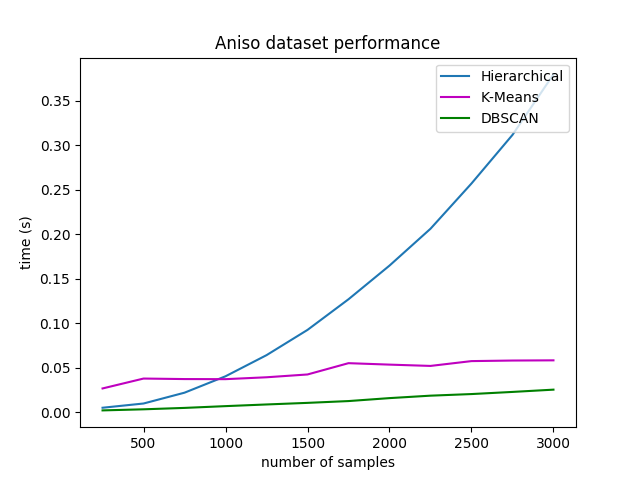 Aniso dataset performance
Hierarchical
K-Means
DBSCAN
0.35
0.30
0.25
0.20
0.15
0.10
0.05
0.00
time (s)
500 1000 1500 2000 2500 3000
number of samples